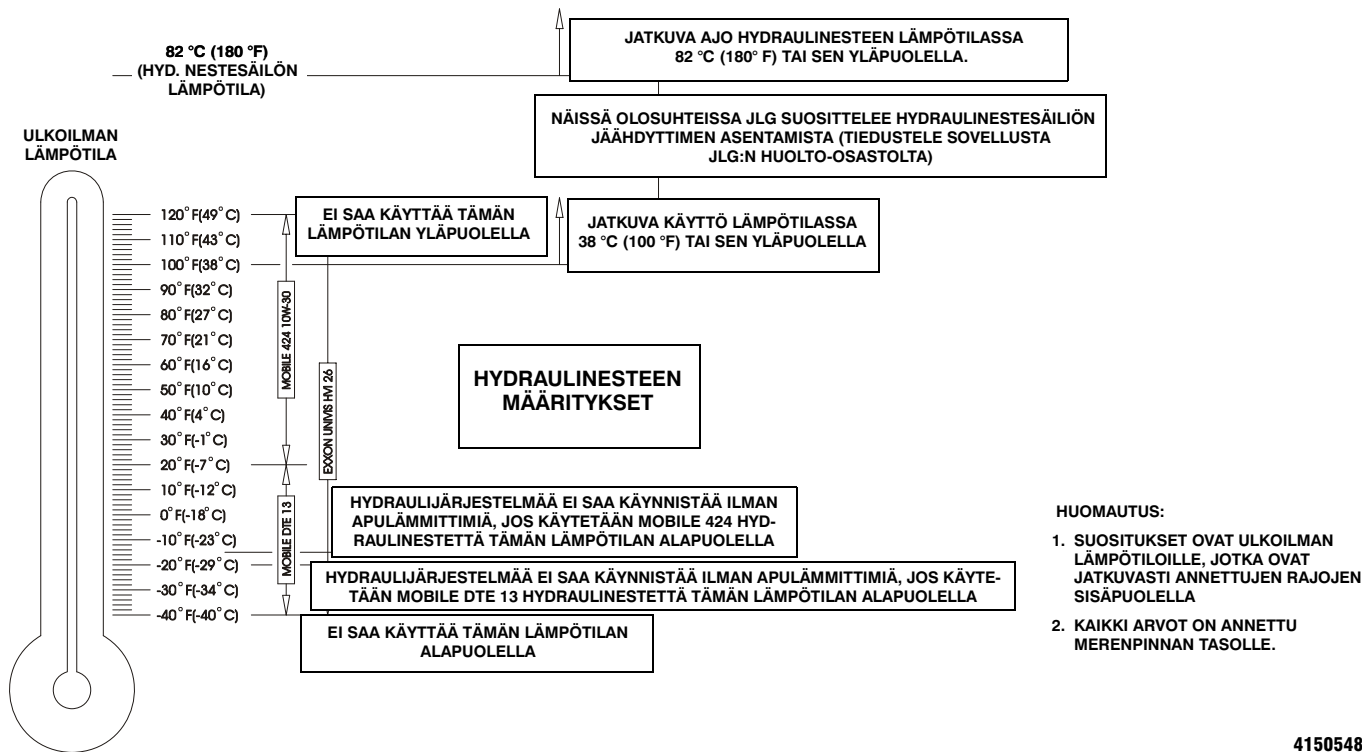 82 °C (180 °F)
(HYD. NESTESÄILÖN
LÄMPÖTILA)
JATKUVA AJO HYDRAULINESTEEN LÄMPÖTILASSA
82 °C (180° F) TAI SEN YLÄPUOLELLA.
NÄISSÄ OLOSUHTEISSA JLG SUOSITTELEE HYDRAULINESTESÄILIÖN
JÄÄHDYTTIMEN ASENTAMISTA (TIEDUSTELE SOVELLUSTA
JLG:N HUOLTO-OSASTOLTA)
ULKOILMAN
LÄMPÖTILA
EI SAA KÄYTTÄÄ TÄMÄN
LÄMPÖTILAN YLÄPUOLELLA
JATKUVA KÄYTTÖ LÄMPÖTILASSA
38 °C (100 °F) TAI SEN YLÄPUOLELLA
120°F(49°C)
110°F(43°C)
100°F(38°C)
90°F(32°C)
80°F(27°C)
70°F(21°C)
60°F(16°C)
50°F(10°C)
40°F(4°C)
30°F(-1°C)
20°F(-7°C)
10°F(-12°C)
0°F(-18°C)
-10°F(-23°C)
-20°F(-29°C)
-30°F(-34°C)
-40°F(-40°C)
MOBILE 424 10W-30
MOBILE DTE 13
EXXON UNIVIS HVI 26
HYDRAULINESTEEN
MÄÄRITYKSET
HYDRAULIJÄRJESTELMÄÄ EI SAA KÄYNNISTÄÄ ILMAN
APULÄMMITTIMIÄ, JOS KÄYTETÄÄN MOBILE 424 HYD-
RAULINESTETTÄ TÄMÄN LÄMPÖTILAN ALAPUOLELLA
HYDRAULIJÄRJESTELMÄÄ EI SAA KÄYNNISTÄÄ ILMAN APULÄMMITTIMIÄ, JOS KÄYTE-
TÄÄN MOBILE DTE 13 HYDRAULINESTETTÄ TÄMÄN LÄMPÖTILAN ALAPUOLELLA
EI SAA KÄYTTÄÄ TÄMÄN LÄMPÖTILAN
ALAPUOLELLA
HUOMAUTUS:
1. SUOSITUKSET OVAT ULKOILMAN
LÄMPÖTILOILLE, JOTKA OVAT
JATKUVASTI ANNETTUJEN RAJOJEN
SISÄPUOLELLA
2. KAIKKI ARVOT ON ANNETTU
MERENPINNAN TASOLLE.
4150548